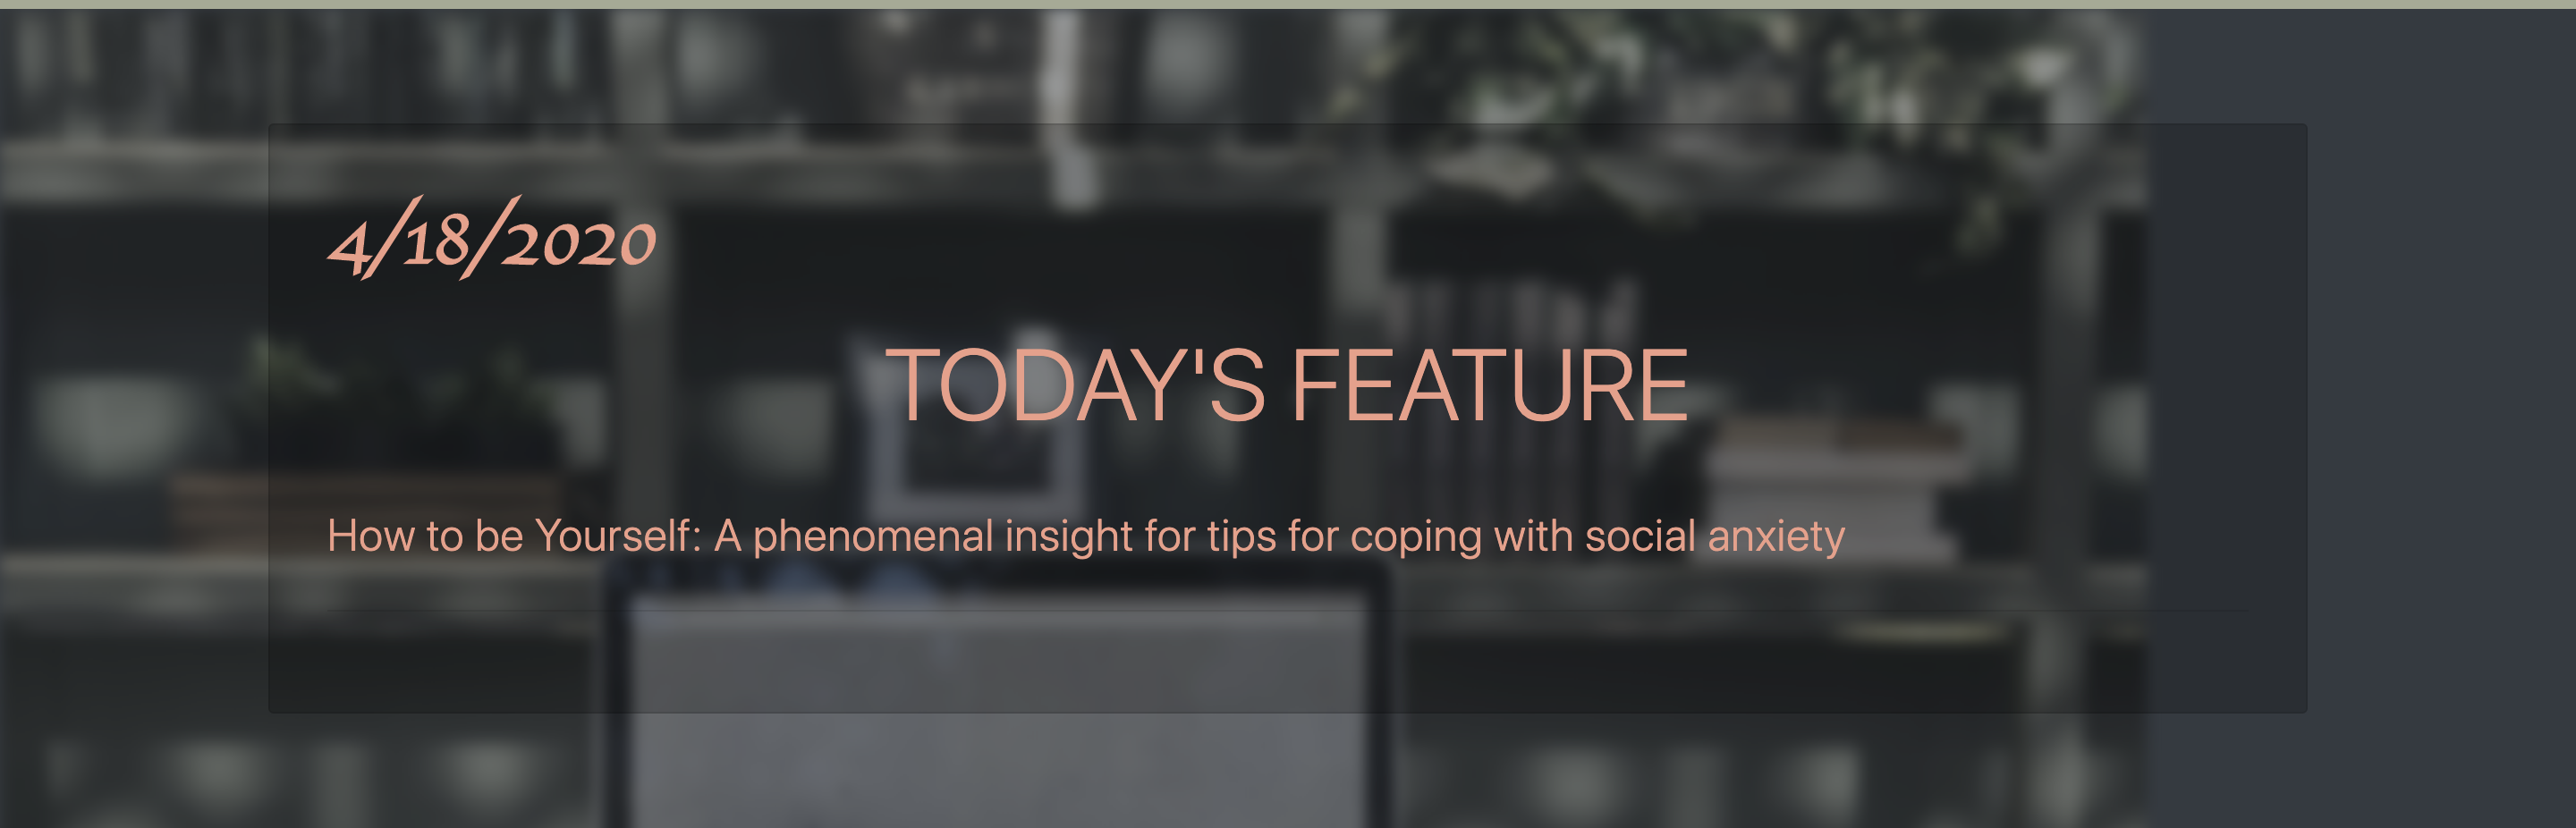 4/18/2020
TODAY'S FEATURE
How to be Yourself: A phenomenal insight for tips for coping with social anxiety